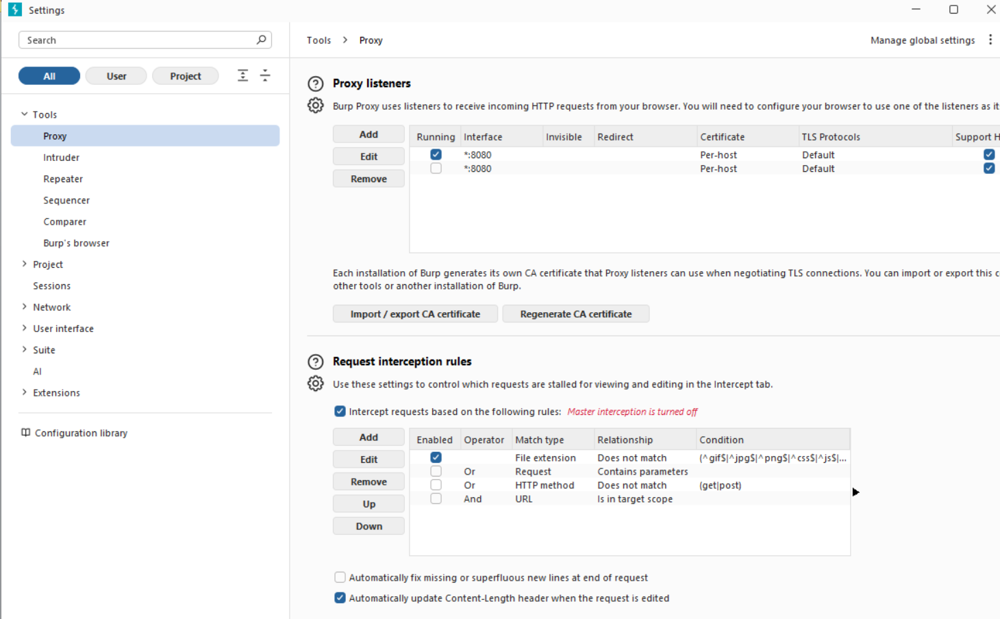 Settings
Search
Tools > Proxy
Manage global settings
All
User
Project
Tools
Proxy
Intruder
Repeater
Sequencer
Comparer
Burp's browser
Project
Sessions
Network
User interface
Suite
AI
Extensions
Configuration library
Proxy listeners
Burp Proxy uses listeners to receive incoming HTTP requests from your browser. You will need to configure your browser to use one of the listeners as it
Add
Edit
Remove
Running Interface Invisible Redirect Certificate TLS Protocols Support H
*:8080 Per-host Default
*:8080 Per-host Default
Each installation of Burp generates its own CA certificate that Proxy listeners can use when negotiating TLS connections. You can import or export this c
other tools or another installation of Burp.
Import / export CA certificate
Regenerate CA certificate
Request interception rules
Use these settings to control which requests are stalled for viewing and editing in the Intercept tab.
Intercept requests based on the following rules: Master interception is turned off
Add
Edit
Remove
Up
Down
Enabled Operator Match type Relationship Condition
File extension Does not match (^gif$|^jpg$|^png$|^css$|^js$|...
Or Request Contains parameters
Or HTTP method Does not match (get|post)
And URL Is in target scope
Automatically fix missing or superfluous new lines at end of request
Automatically update Content-Length header when the request is edited